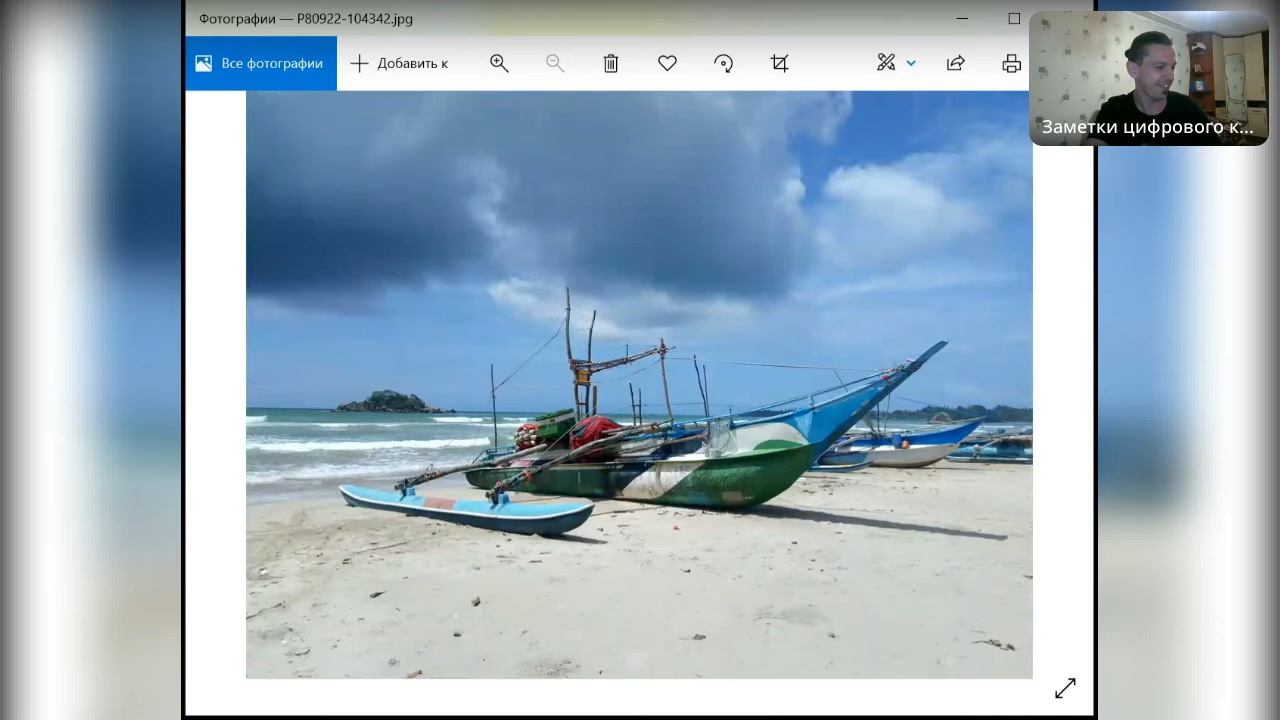 Фотографии — P80922-104342.jpg
Все фотографии
Добавить к
Заметки цифрового к...